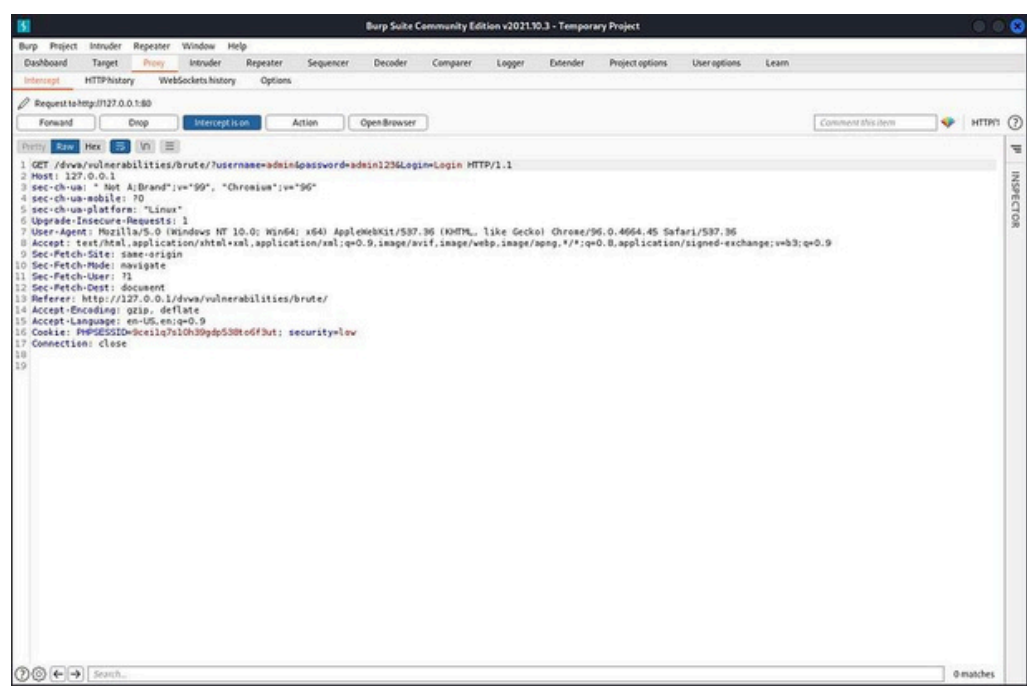 Burp Suite Community Edition v2021.10.3 - Temporary Project
Burp Project Intruder Repeater Window Help
Dashboard Target Proxy Intruder Repeater Sequencer Decoder Comparer Logger Extender Project options User options Learn
Intercept HTTP history WebSockets history Options
Request to http://127.0.0.1:80
Forward Drop Intercept is on Action Open Browser Comment this item
Pretty Raw Hex \n
INSPECTOR
1 GET /dvwa/vulnerabilities/brute/?username=admin&password=admin123&Login=Login HTTP/1.1
2 Host: 127.0.0.1
3 sec-ch-ua: " Not A;Brand";v="99", "Chromium";v="96"
4 sec-ch-ua-mobile: ?0
5 sec-ch-ua-platform: "Linux"
6 Upgrade-Insecure-Requests: 1
7 User-Agent: Mozilla/5.0 (Windows NT 10.0; Win64; x64) AppleWebKit/537.36 (KHTML, like Gecko) Chrome/96.0.4664.45 Safari/537.36
8 Accept: text/html,application/xhtml+xml,application/xml;q=0.9,image/avif,image/webp,image/apng,*/*;q=0.8,application/signed-exchange;v=b3;q=0.9
9 Sec-Fetch-Site: same-origin
10 Sec-Fetch-Mode: navigate
11 Sec-Fetch-User: ?1
12 Sec-Fetch-Dest: document
13 Referer: http://127.0.0.1/dvwa/vulnerabilities/brute/
14 Accept-Encoding: gzip, deflate
15 Accept-Language: en-US,en;q=0.9
16 Cookie: PHPSESSID=9cei1q7s10h39gdp538to6f3ut; security=low
17 Connection: close
18
19
Search...
0 matches